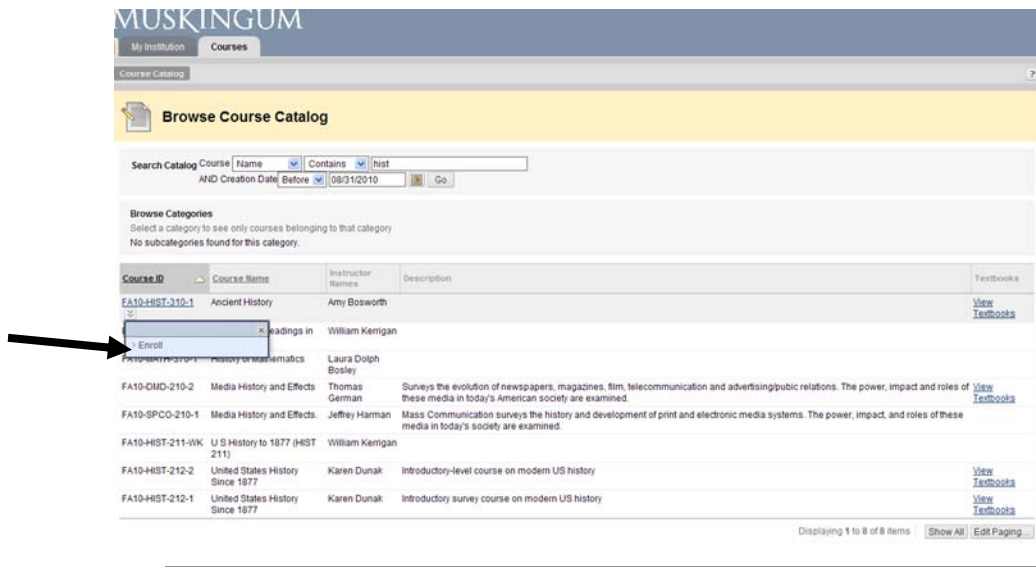 MUSKINGUM
My Institution Courses
Course Catalog ?
Browse Course Catalog
Search Catalog Course Name Contains hist
AND Creation Date Before 08/31/2010 Go
Browse Categories
Select a category to see only courses belonging to that category
No subcategories found for this category.
Course ID Course Name Instructor Names Description Textbooks
FA10-HIST-310-1 Ancient History Amy Bosworth View Textbooks
eadings in William Kerrigan
> Enroll
FA10-MATH-370-1 History of Mathematics Laura Dolph Bosley
FA10-DMD-210-2 Media History and Effects Thomas German Surveys the evolution of newspapers, magazines, film, telecommunication and advertising/pubic relations. The power, impact and roles of these media in today's American society are examined. View Textbooks
FA10-SPCO-210-1 Media History and Effects. Jeffrey Harman Mass Communication surveys the history and development of print and electronic media systems. The power, impact, and roles of these media in today's society are examined.
FA10-HIST-211-WK U S History to 1877 (HIST 211) William Kerrigan
FA10-HIST-212-2 United States History Since 1877 Karen Dunak Introductory-level course on modern US history View Textbooks
FA10-HIST-212-1 United States History Since 1877 Karen Dunak Introductory survey course on modern US history View Textbooks
Displaying 1 to 8 of 8 items Show All Edit Paging...